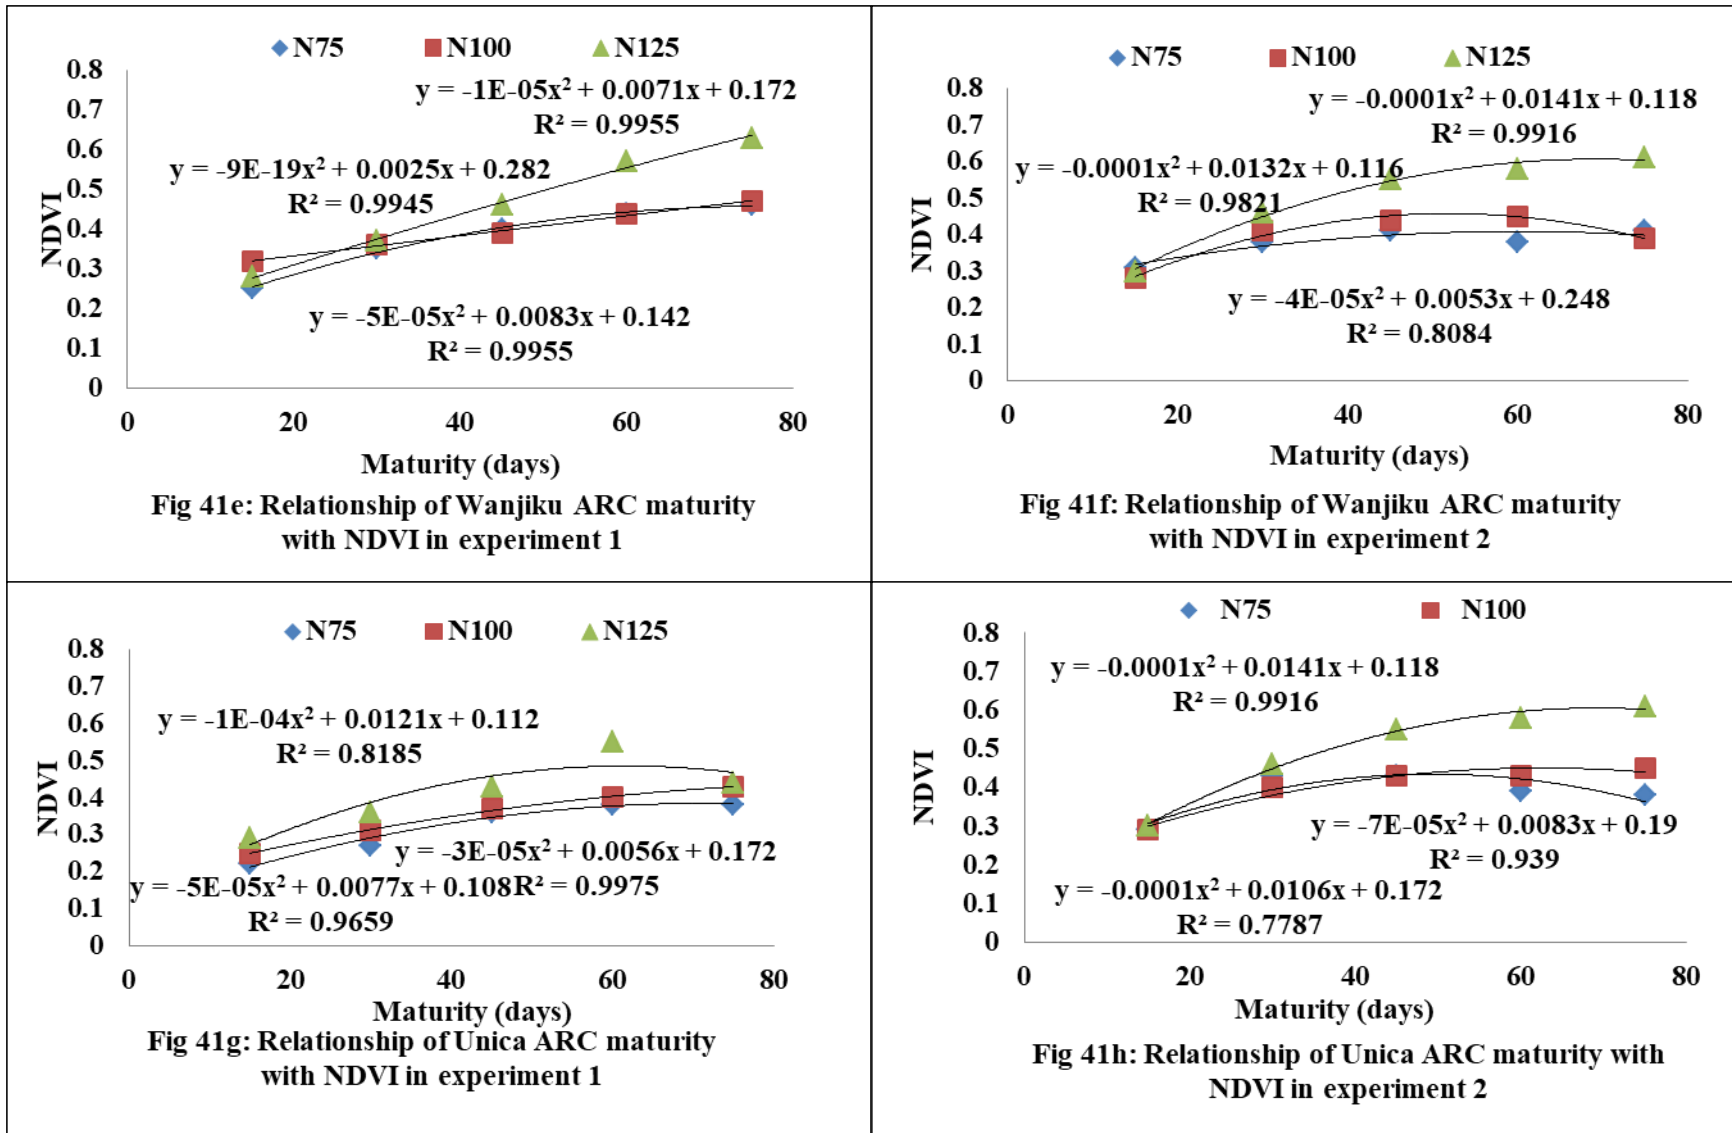 N75 N100 N125
0.8
0.7
0.6
0.5
0.4
0.3
0.2
0.1
0
NDVI
y = -1E-05x² + 0.0071x + 0.172
R² = 0.9955
y = -9E-19x² + 0.0025x + 0.282
R² = 0.9945
y = -5E-05x² + 0.0083x + 0.142
R² = 0.9955
0 20 40 60 80
Maturity (days)
Fig 41e: Relationship of Wanjiku ARC maturity
with NDVI in experiment 1
N75 N100 N125
0.8
0.7
0.6
0.5
0.4
0.3
0.2
0.1
0
NDVI
y = -0.0001x² + 0.0141x + 0.118
R² = 0.9916
y = -0.0001x² + 0.0132x + 0.116
R² = 0.9821
y = -4E-05x² + 0.0053x + 0.248
R² = 0.8084
0 20 40 60 80
Maturity (days)
Fig 41f: Relationship of Wanjiku ARC maturity
with NDVI in experiment 2
N75 N100 N125
0.8
0.7
0.6
0.5
0.4
0.3
0.2
0.1
0
NDVI
y = -1E-04x² + 0.0121x + 0.112
R² = 0.8185
y = -3E-05x² + 0.0056x + 0.172
R² = 0.9975
y = -5E-05x² + 0.0077x + 0.108
R² = 0.9659
0 20 40 60 80
Maturity (days)
Fig 41g: Relationship of Unica ARC maturity
with NDVI in experiment 1
N75 N100
0.8
0.7
0.6
0.5
0.4
0.3
0.2
0.1
0
NDVI
y = -0.0001x² + 0.0141x + 0.118
R² = 0.9916
y = -7E-05x² + 0.0083x + 0.19
R² = 0.939
y = -0.0001x² + 0.0106x + 0.172
R² = 0.7787
0 20 40 60 80
Maturity (days)
Fig 41h: Relationship of Unica ARC maturity with
NDVI in experiment 2